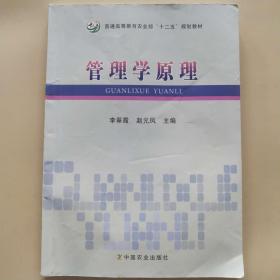 普通高等教育农业部“十二五”规划教材
管理学原理
GUANLIXUE YUANLI
李翠霞 赵元凤 主编
GUANLIXUE
YUANLI
中国农业出版社